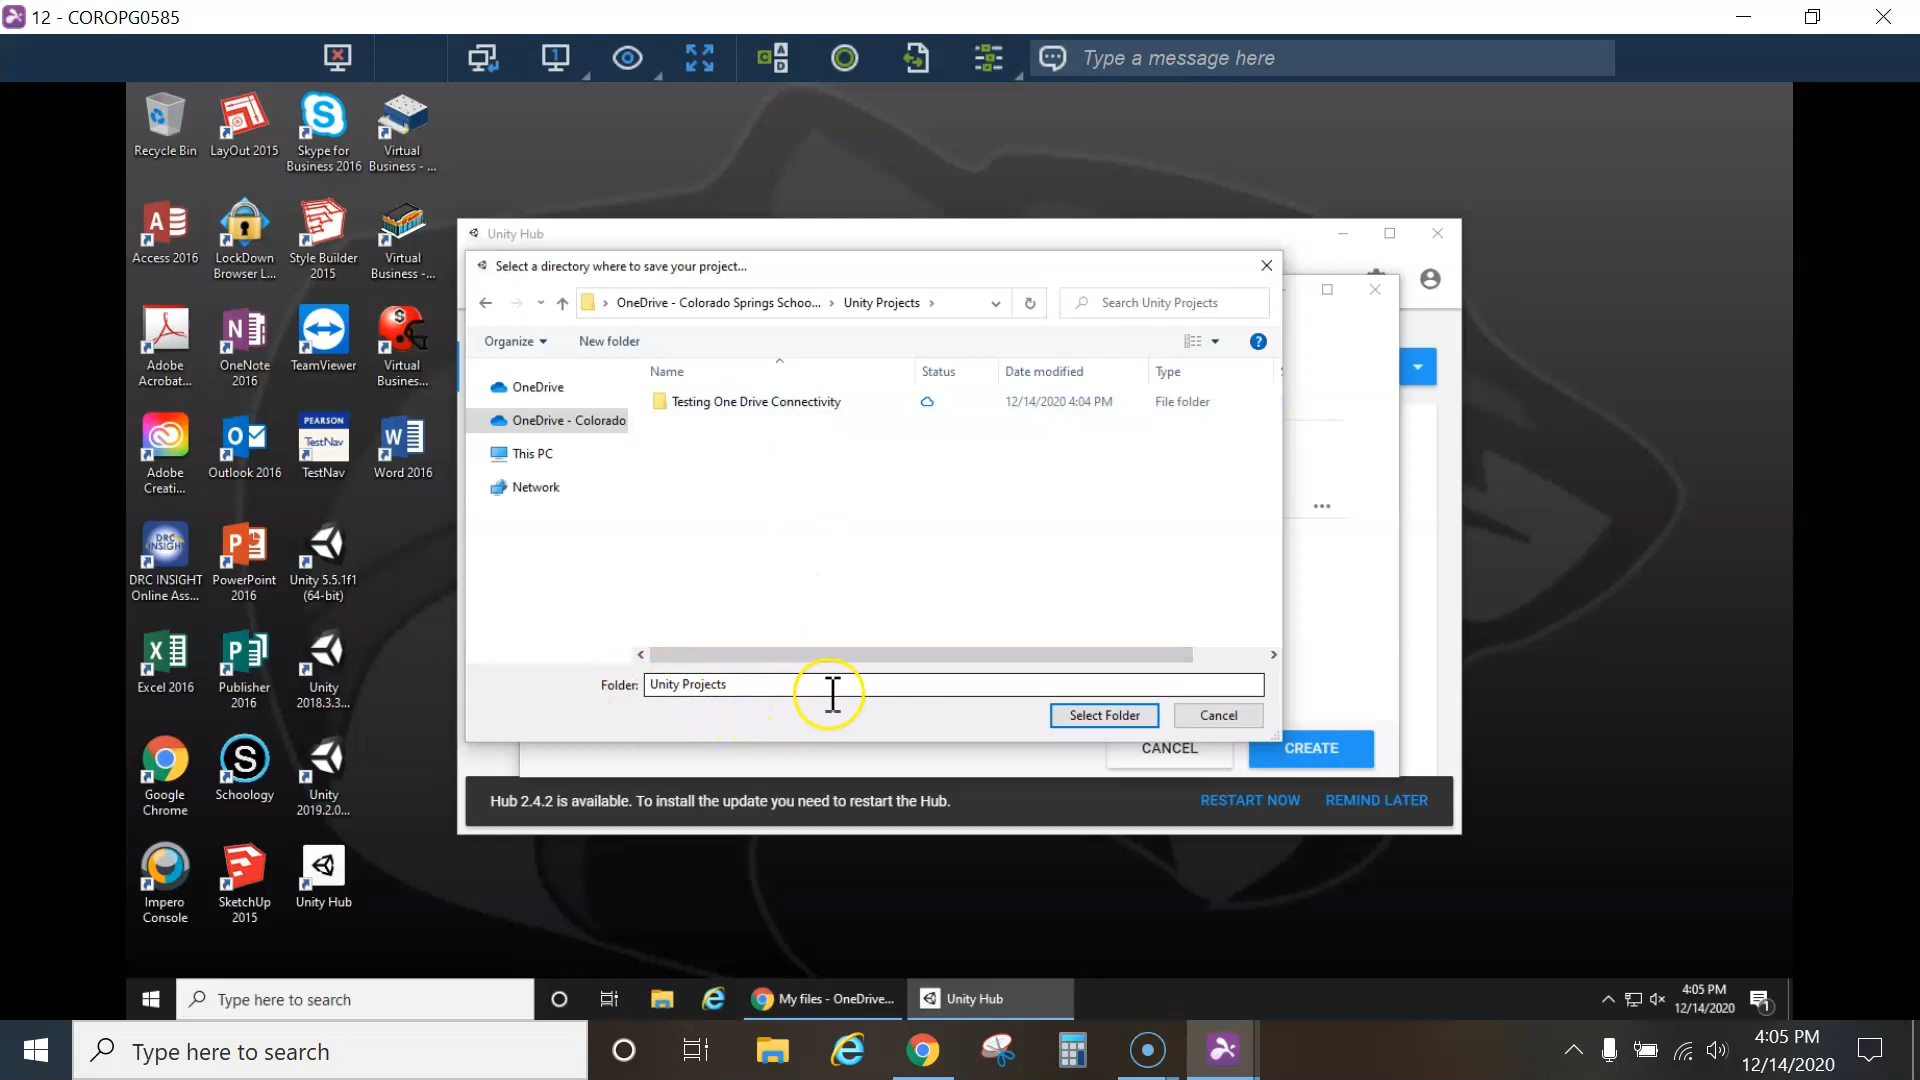 12 - COROPG0585
1
C A D
Type a message here
Recycle Bin
LayOut 2015
Skype for
Business 2016
Virtual
Business - ...
Access 2016
LockDown
Browser L...
Style Builder
2015
Virtual
Business -...
Adobe
Acrobat...
OneNote
2016
TeamViewer
Virtual
Busines...
Adobe
Creati...
Outlook 2016
PEARSON
TestNav
TestNav
Word 2016
DRC
INSIGHT
DRC INSIGHT
Online Ass...
PowerPoint
2016
Unity 5.5.1f1
(64-bit)
Excel 2016
Publisher
2016
Unity
2018.3.3...
Google
Chrome
Schoology
Unity
2019.2.0...
Impero
Console
SketchUp
2015
Unity Hub
Unity Hub
Select a directory where to save your project...
OneDrive - Colorado Springs Schoo... > Unity Projects >
Search Unity Projects
Organize
New folder
?
Name
Status
Date modified
Type
OneDrive
OneDrive - Colorado
This PC
Network
Testing One Drive Connectivity
12/14/2020 4:04 PM
File folder
Folder: Unity Projects
Select Folder
Cancel
CANCEL
CREATE
Hub 2.4.2 is available. To install the update you need to restart the Hub.
RESTART NOW
REMIND LATER
Type here to search
My files - OneDrive...
Unity Hub
4:05 PM
12/14/2020
1
Type here to search
4:05 PM
12/14/2020